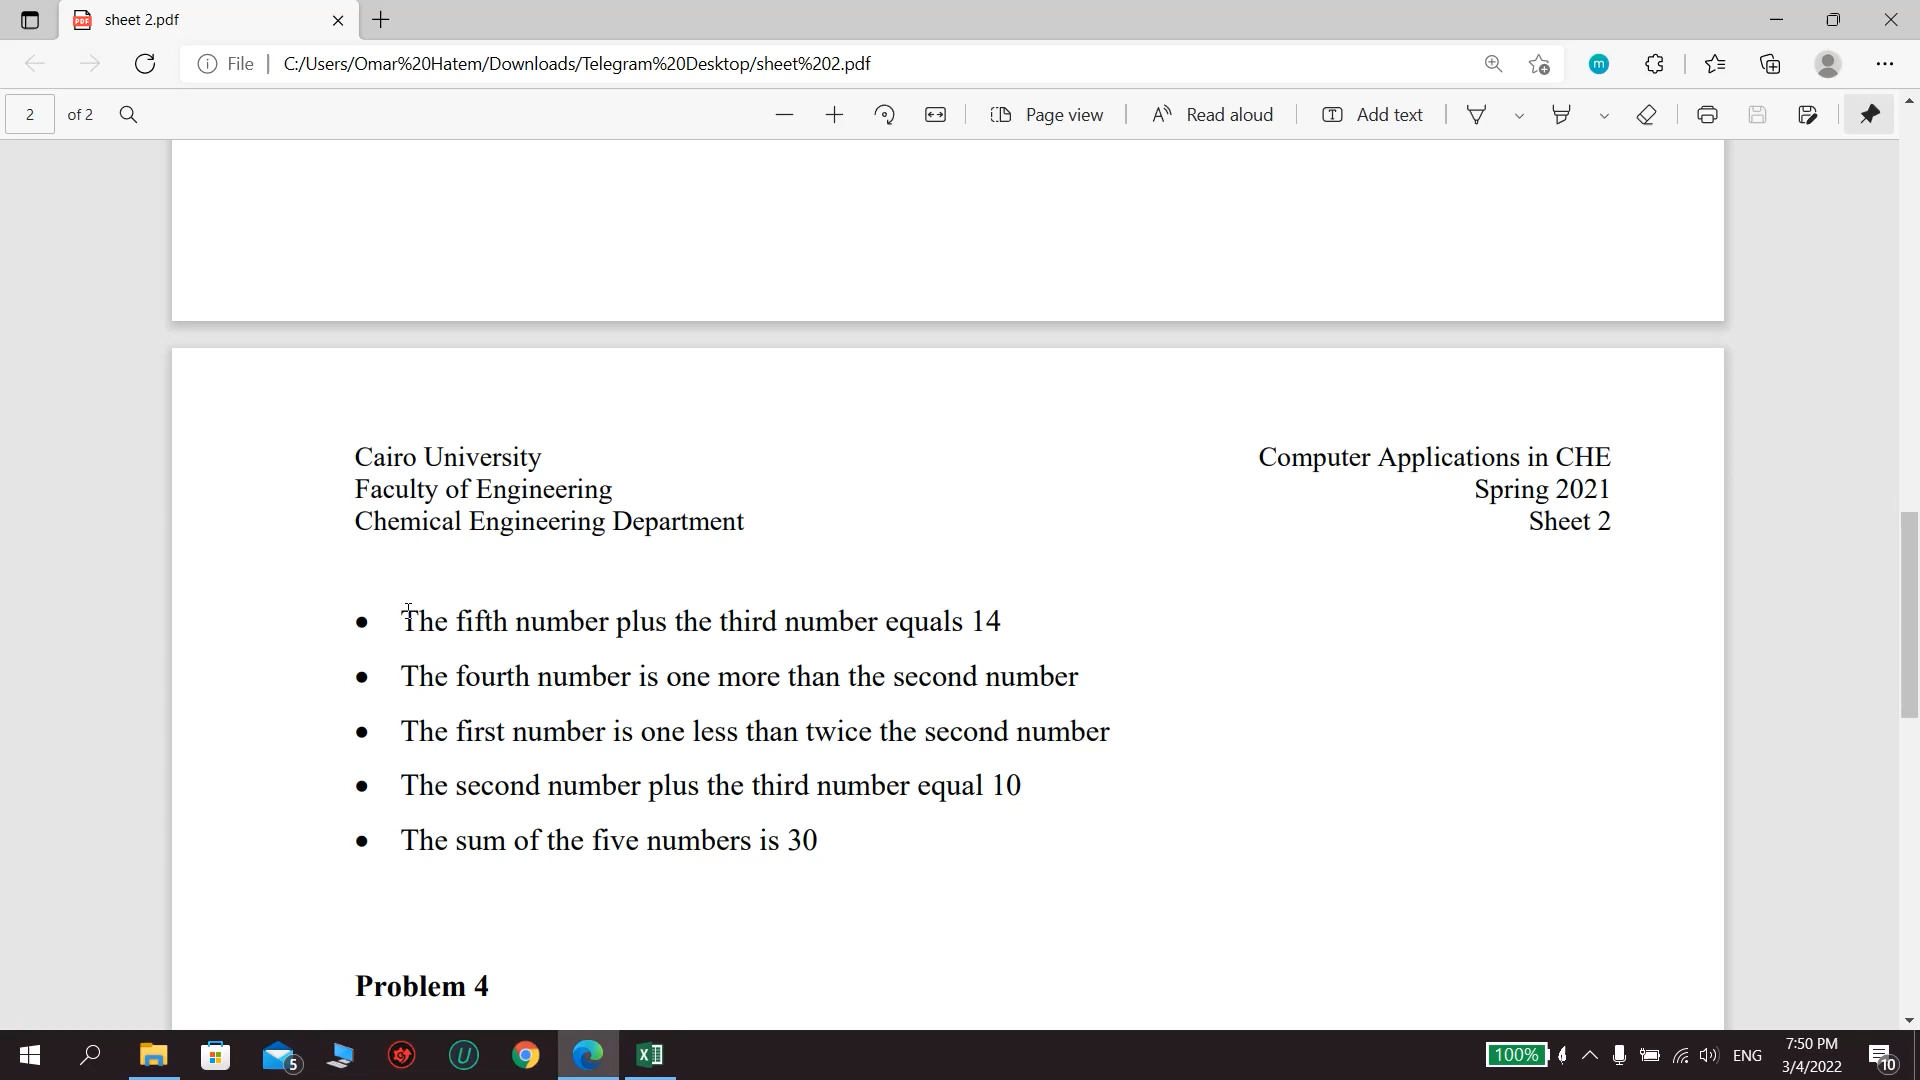 sheet 2.pdf
File
C:/Users/Omar%20Hatem/Downloads/Telegram%20Desktop/sheet%202.pdf
m
2 of 2
Page view
Read aloud
Add text
Cairo University
Computer Applications in CHE
Faculty of Engineering
Spring 2021
Chemical Engineering Department
Sheet 2
• The fifth number plus the third number equals 14
• The fourth number is one more than the second number
• The first number is one less than twice the second number
• The second number plus the third number equal 10
• The sum of the five numbers is 30
Problem 4
5
100%
ENG
7:50 PM
3/4/2022
10